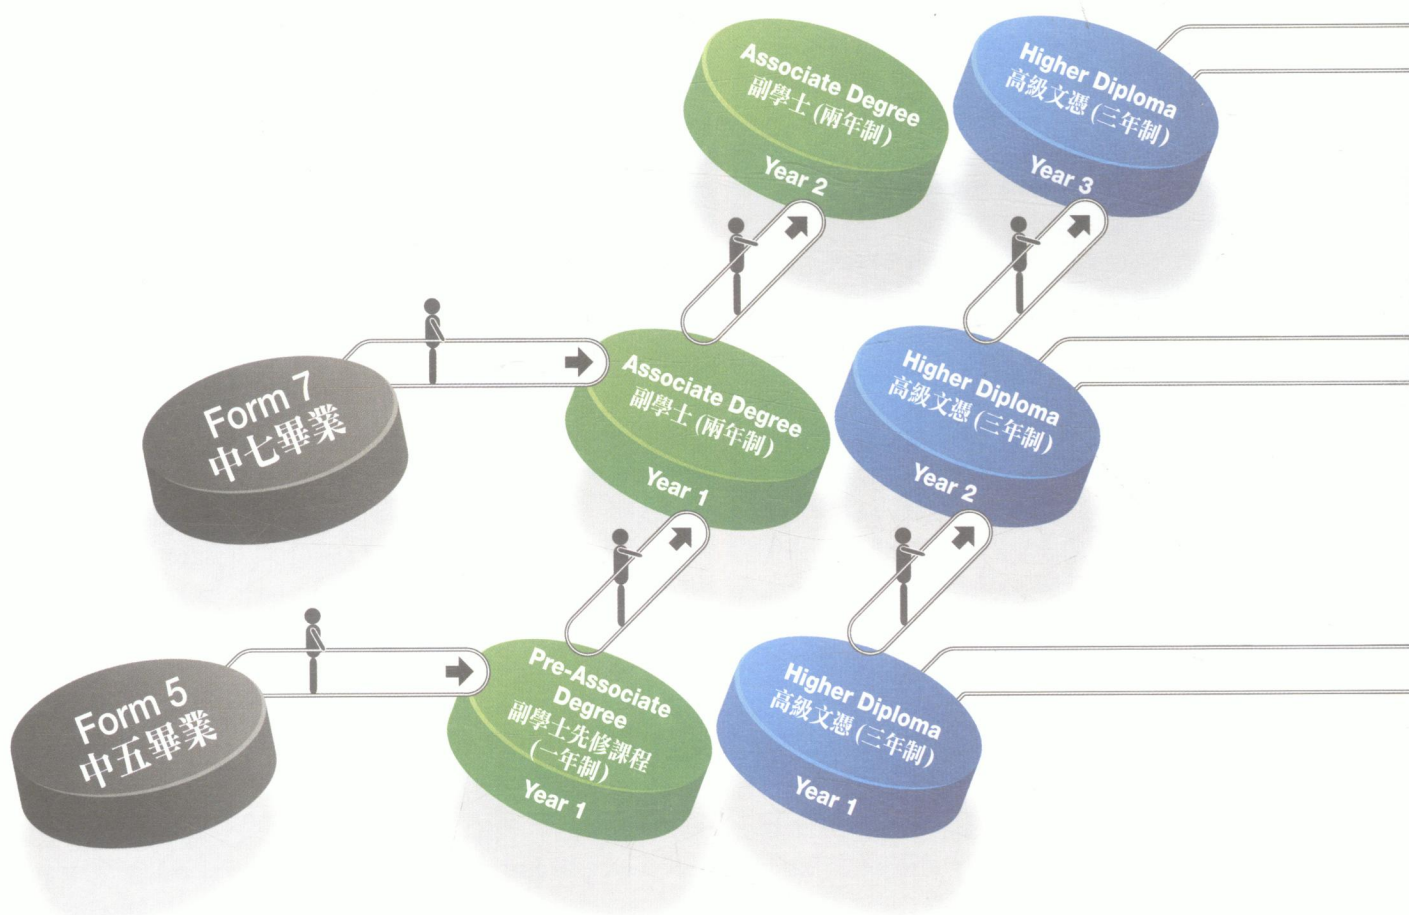 Associate Degree
副學士 (兩年制)
Year 2
Higher Diploma
高級文憑 (三年制)
Year 3
Form 7
中七畢業
Associate Degree
副學士 (兩年制)
Year 1
Higher Diploma
高級文憑 (三年制)
Year 2
Form 5
中五畢業
Pre-Associate
Degree
副學士先修課程
(一年制)
Year 1
Higher Diploma
高級文憑 (三年制)
Year 1